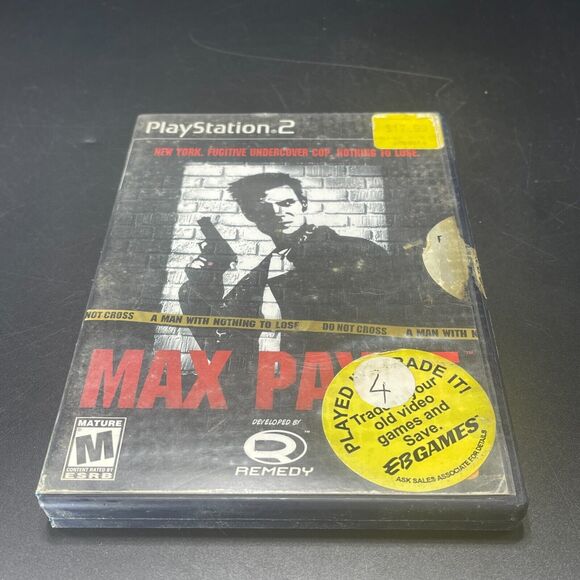 PlayStation.2
NEW YORK. FUGITIVE UNDERCOVER COP. NOTHING TO LOSE.
NOT CROSS A MAN WITH NOTHING TO LOSE DO NOT CROSS A MAN WITH
MAX PA
MATURE
M
CONTENT RATED BY
ESRB
DEVELOPED BY
R
REMEDY
PLAYED
ADE IT!
4
Trade your
old video
games and
Save.
EBGAMES
ASK SALES ASSOCIATE FOR DETAILS